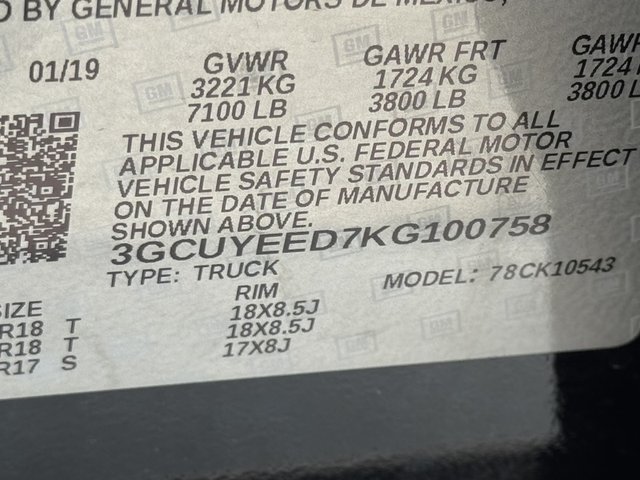 D BY GENERAL MOTORS DE MEXICO,
01/19
GVWR
3221 KG
7100 LB
GAWR FRT
1724 KG
3800 LB
GAWR
1724
3800 L
THIS VEHICLE CONFORMS TO ALL
APPLICABLE U.S. FEDERAL MOTOR
VEHICLE SAFETY STANDARDS IN EFFECT
ON THE DATE OF MANUFACTURE
SHOWN ABOVE.
3GCUYEED7KG100758
TYPE: TRUCK
MODEL: 78CK10543
SIZE RIM
R18 T 18X8.5J
R18 T 18X8.5J
R17 S 17X8J